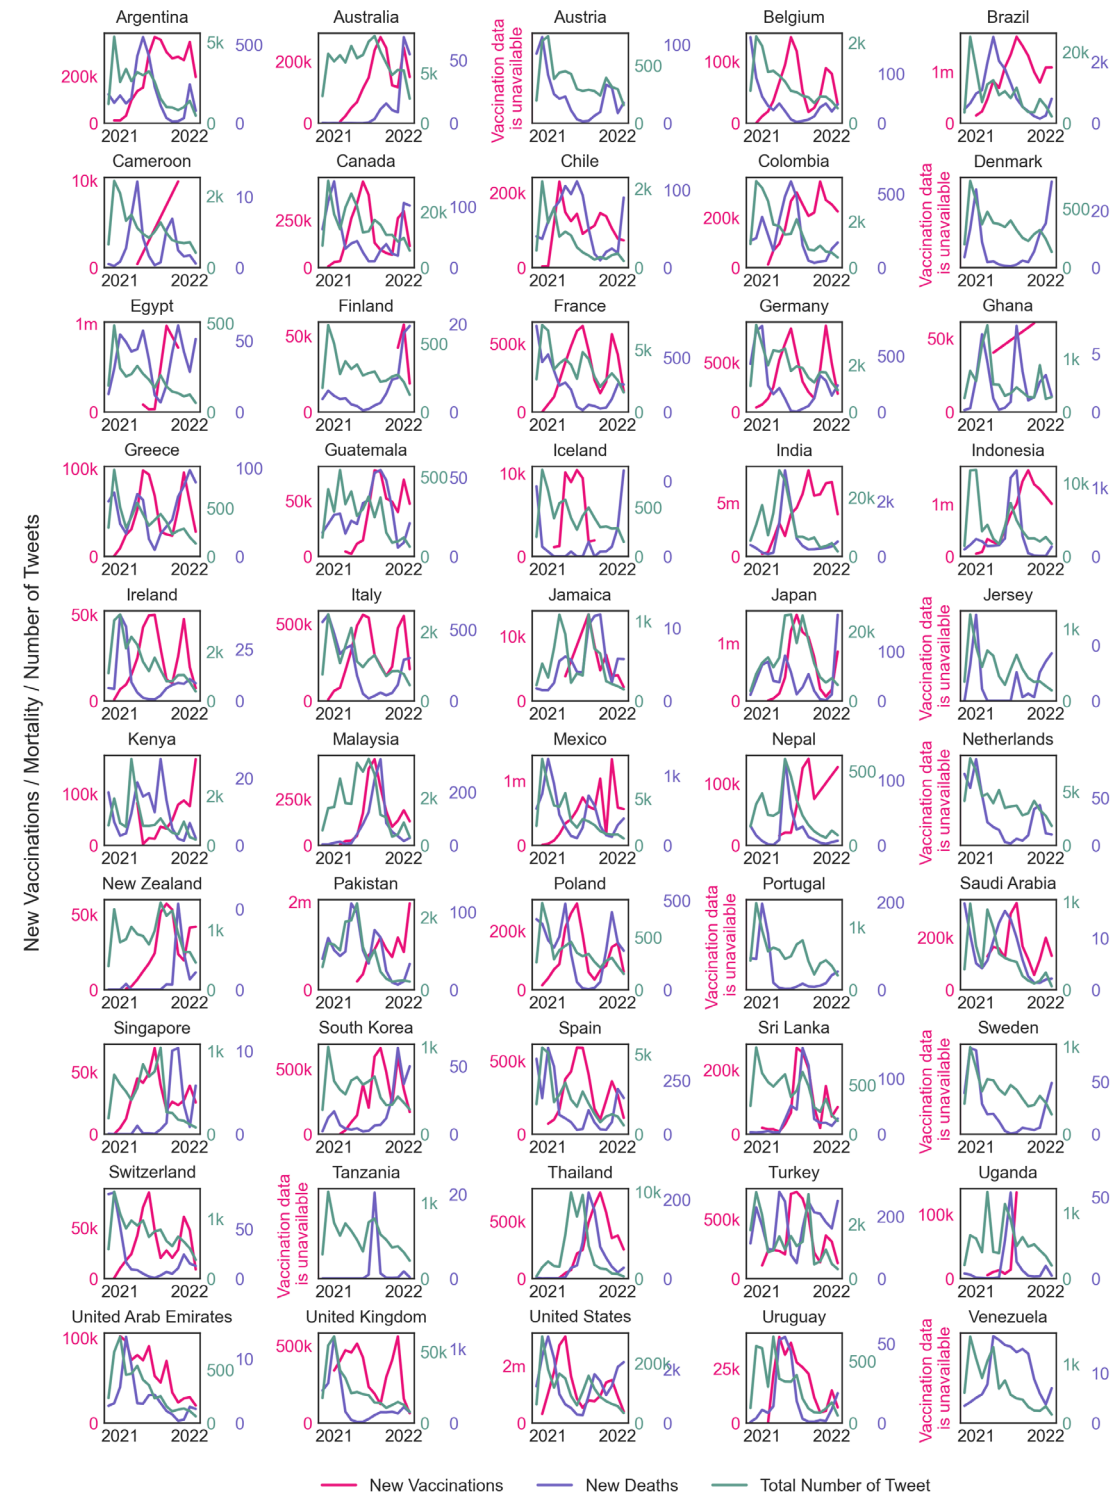 New Vaccinations / Mortality / Number of Tweets
Argentina Australia Austria Belgium Brazil
200k 0 5k 0 500 0 2021 2022
200k 0 5k 0 50 0 2021 2022
Vaccination data
is unavailable
500 0 100 0 2021 2022
100k 0 2k 0 100 0 2021 2022
1m 0 20k 0 2k 0 2021 2022
Cameroon Canada Chile Colombia Denmark
10k 0 2k 0 10 0 2021 2022
250k 0 20k 0 100 0 2021 2022
200k 0 2k 0 100 0 2021 2022
200k 0 2k 0 500 0 2021 2022
Vaccination data
is unavailable
500 0 20 0 2021 2022
Egypt Finland France Germany Ghana
1m 0 500 0 50 0 2021 2022
50k 0 500 0 20 0 2021 2022
500k 0 5k 0 500 0 2021 2022
500k 0 2k 0 500 0 2021 2022
50k 0 1k 0 5 0 2021 2022
Greece Guatemala Iceland India Indonesia
100k 0 500 0 100 0 2021 2022
50k 0 500 0 50 0 2021 2022
10k 0 500 0 0 2021 2022
5m 0 20k 0 2k 0 2021 2022
1m 0 10k 0 1k 0 2021 2022
Ireland Italy Jamaica Japan Jersey
50k 0 2k 0 25 0 2021 2022
500k 0 2k 0 500 0 2021 2022
10k 0 1k 0 10 0 2021 2022
1m 0 20k 0 100 0 2021 2022
Vaccination data
is unavailable
1k 0 0 0 2021 2022
Kenya Malaysia Mexico Nepal Netherlands
100k 0 2k 0 20 0 2021 2022
250k 0 2k 0 200 0 2021 2022
1m 0 5k 0 1k 0 2021 2022
100k 0 500 0 100 0 2021 2022
Vaccination data
is unavailable
5k 0 50 0 2021 2022
New Zealand Pakistan Poland Portugal Saudi Arabia
50k 0 1k 0 0 0 2021 2022
2m 0 2k 0 100 0 2021 2022
200k 0 500 0 500 0 2021 2022
Vaccination data
is unavailable
1k 0 200 0 2021 2022
200k 0 1k 0 10 0 2021 2022
Singapore South Korea Spain Sri Lanka Sweden
50k 0 1k 0 10 0 2021 2022
500k 0 1k 0 50 0 2021 2022
500k 0 5k 0 250 0 2021 2022
200k 0 500 0 100 0 2021 2022
Vaccination data
is unavailable
1k 0 50 0 2021 2022
Switzerland Tanzania Thailand Turkey Uganda
50k 0 1k 0 50 0 2021 2022
Vaccination data
is unavailable
1k 0 20 0 2021 2022
500k 0 10k 0 200 0 2021 2022
500k 0 2k 0 200 0 2021 2022
100k 0 1k 0 50 0 2021 2022
United Arab Emirates United Kingdom United States Uruguay Venezuela
100k 0 500 0 10 0 2021 2022
500k 0 50k 0 1k 0 2021 2022
2m 0 200k 0 2k 0 2021 2022
25k 0 500 0 50 0 2021 2022
Vaccination data
is unavailable
1k 0 10 0 2021 2022
New Vaccinations New Deaths Total Number of Tweet